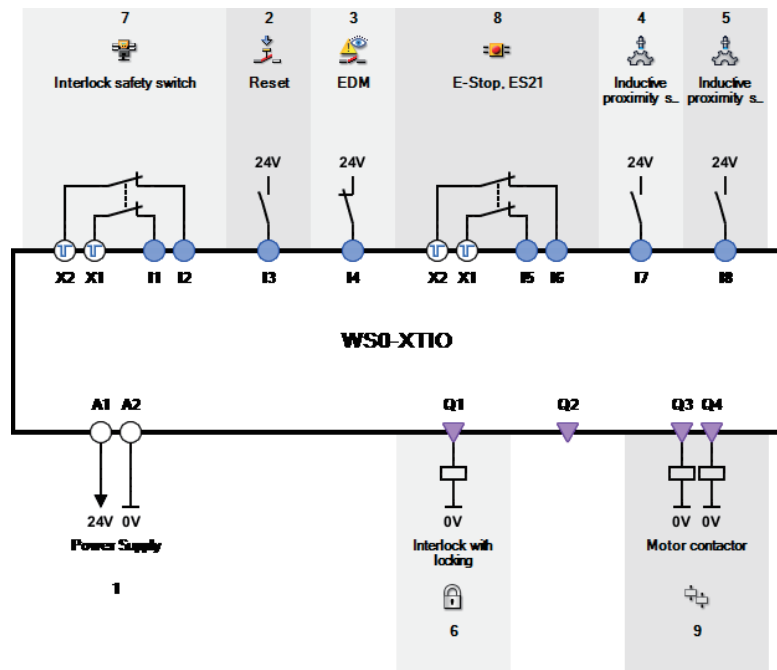 7 2 3 8 4 5
Interlock safety switch Reset EDM E-Stop, ES21 Inductive Inductive
proximity s... proximity s...
24V 24V 24V 24V
X2 X1 I1 I2 I3 I4 X2 X1 I5 I6 I7 I8
WS0-XTIO
A1 A2 Q1 Q2 Q3 Q4
24V 0V 0V 0V 0V
Power Supply Interlock with Motor contactor
locking
1
6 9